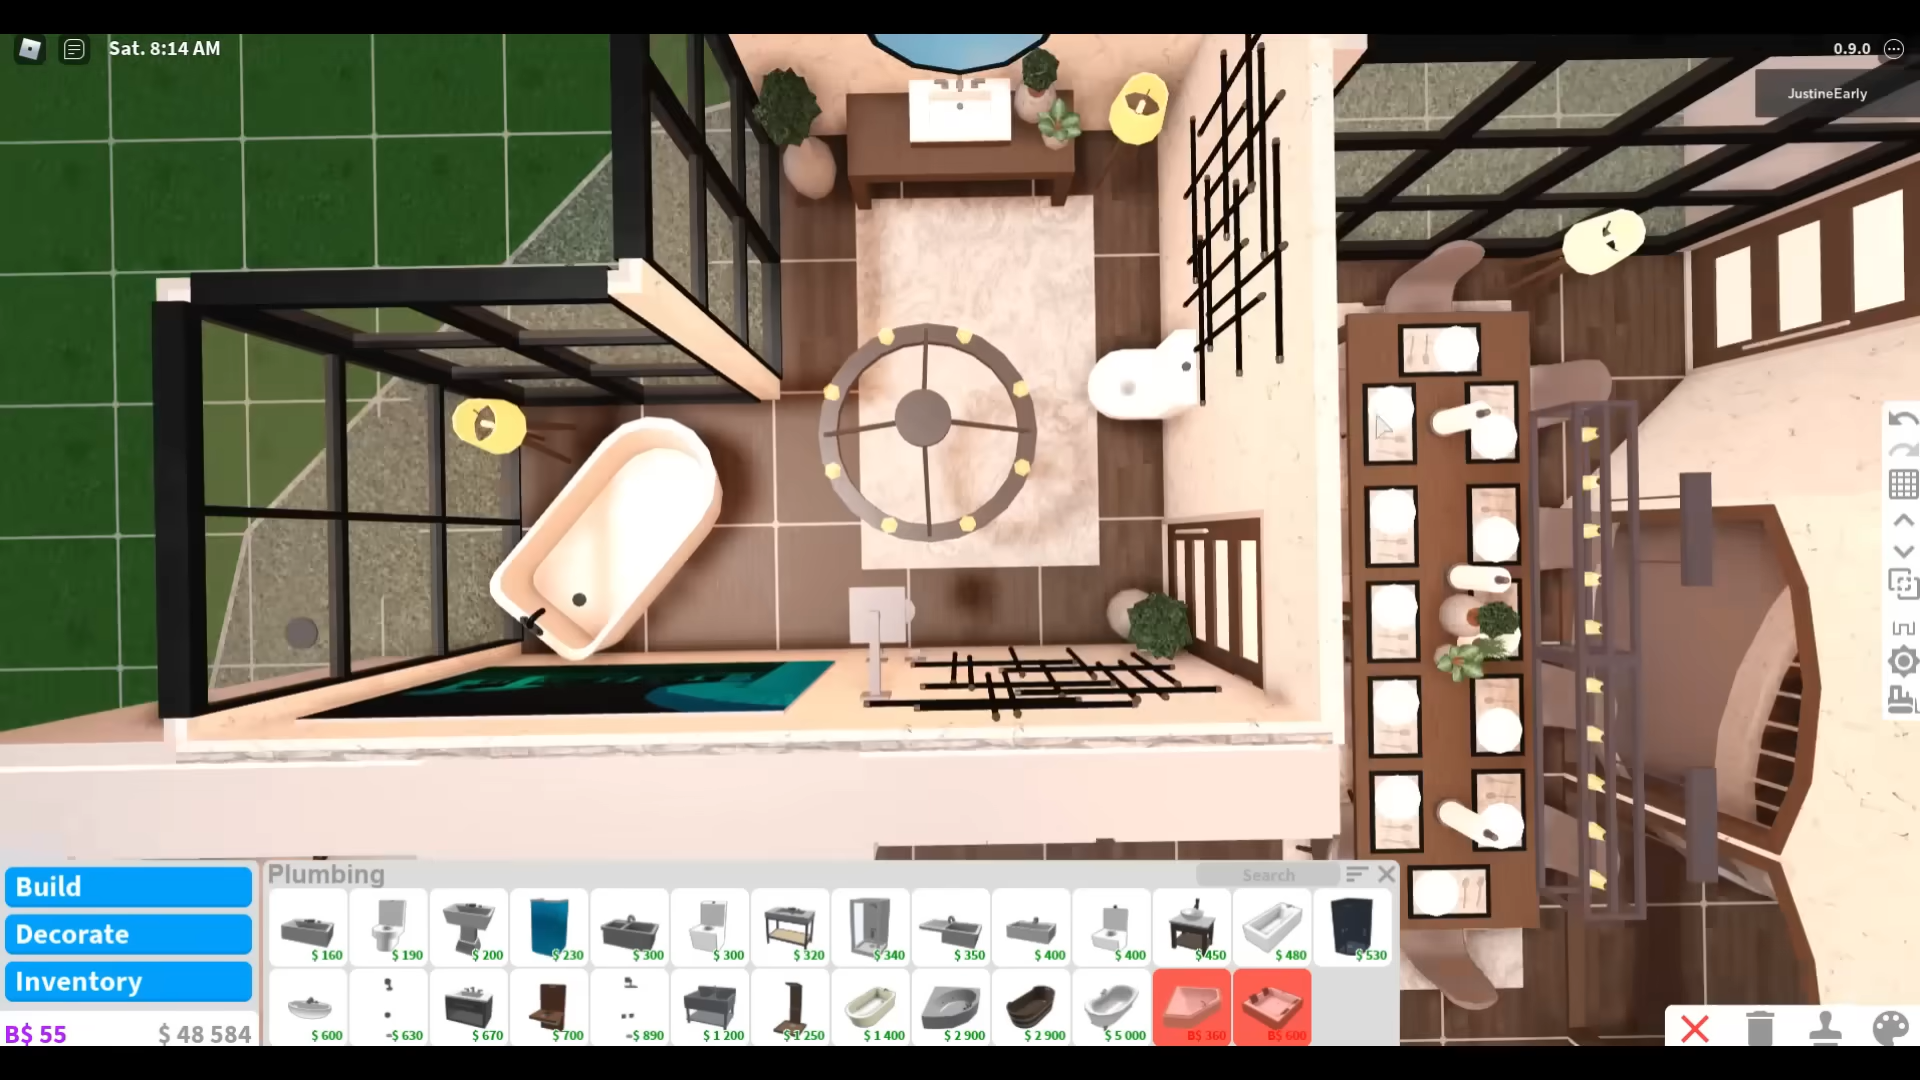 Sat. 8:14 AM
0.9.0
JustineEarly
Build
Decorate
Inventory
B$ 55
$ 48 584
Plumbing
Search
$ 160
$ 190
$ 200
$ 230
$ 300
$ 300
$ 320
$ 340
$ 350
$ 400
$ 400
$ 450
$ 480
$ 530
$ 600
$ 630
$ 670
$ 700
$ 890
$ 1 200
$ 1 250
$ 1 400
$ 2 900
$ 2 900
$ 5 000
B$ 360
B$ 600